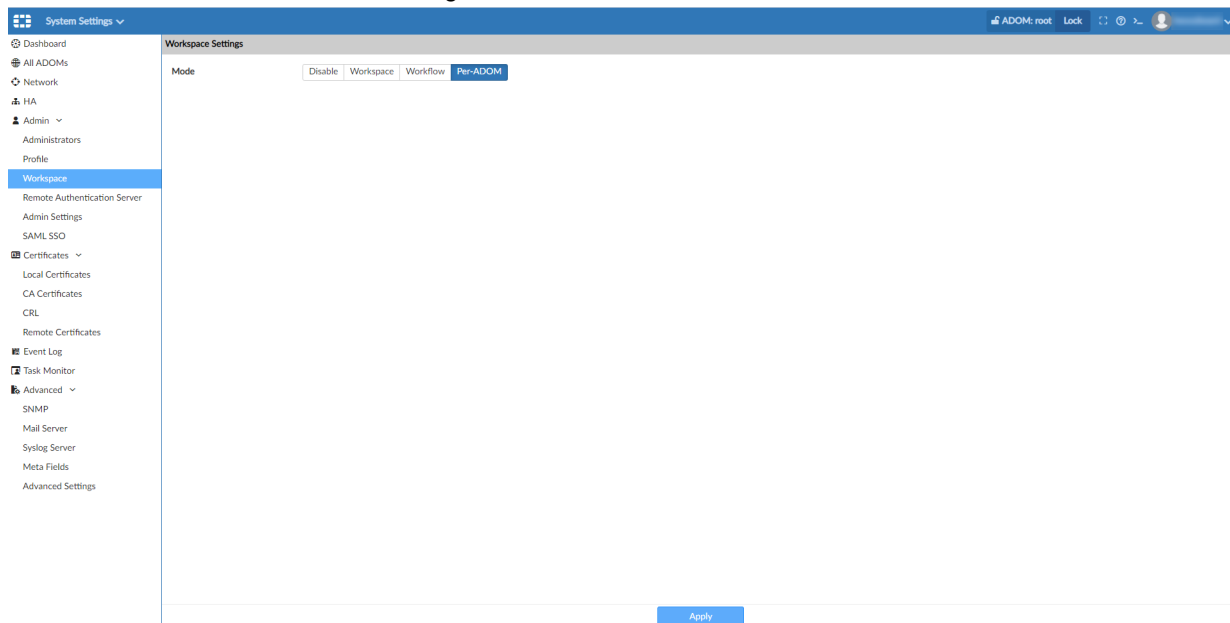 System Settings
ADOM: root Lock
Dashboard
All ADOMs
Network
HA
Admin
Administrators
Profile
Workspace
Remote Authentication Server
Admin Settings
SAML SSO
Certificates
Local Certificates
CA Certificates
CRL
Remote Certificates
Event Log
Task Monitor
Advanced
SNMP
Mail Server
Syslog Server
Meta Fields
Advanced Settings
Workspace Settings
Mode Disable Workspace Workflow Per-ADOM
Apply